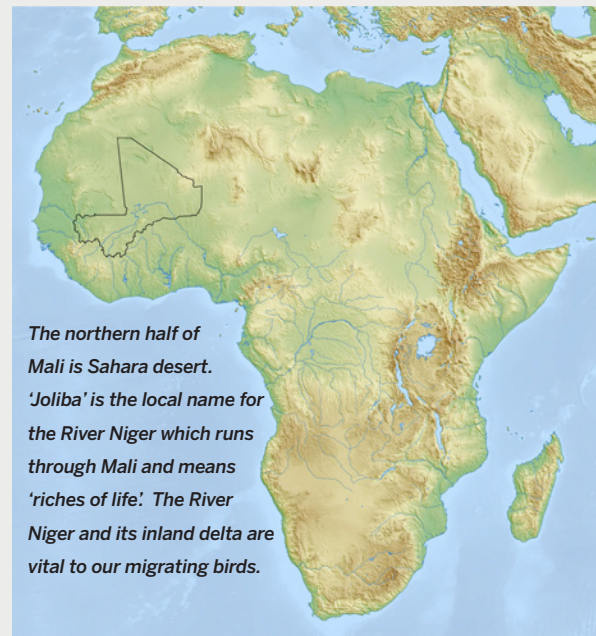 The northern half of
Mali is Sahara desert.
‘Joliba’ is the local name for
the River Niger which runs
through Mali and means
‘riches of life’. The River
Niger and its inland delta are
vital to our migrating birds.